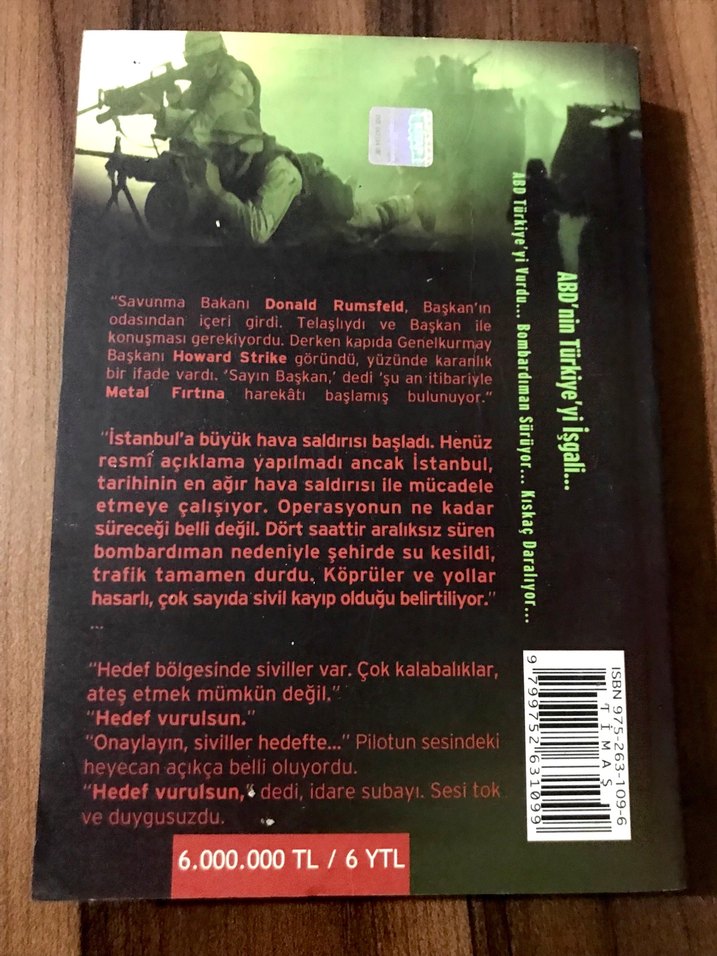 "Savunma Bakanı Donald Rumsfeld, Başkan'ın
odasından içeri girdi. Telaşlıydı ve Başkan ile
konuşması gerekiyordu. Derken kapıda Genelkurmay
Başkanı Howard Strike göründü, yüzünde karanlık
bir ifade vardı. 'Sayın Başkan,' dedi 'şu an itibariyle
Metal Fırtına harekâtı başlamış bulunuyor."
"İstanbul'a büyük hava saldırısı başladı. Henüz
resmî açıklama yapılmadı ancak İstanbul,
tarihinin en ağır hava saldırısı ile mücadele
etmeye çalışıyor. Operasyonun ne kadar
süreceği belli değil. Dört saattir aralıksız süren
bombardıman nedeniyle şehirde su kesildi,
trafik tamamen durdu. Köprüler ve yollar
hasarlı, çok sayıda sivil kayıp olduğu belirtiliyor."
...
"Hedef bölgesinde siviller var. Çok kalabalıklar,
ateş etmek mümkün değil."
"Hedef vurulsun."
"Onaylayın, siviller hedefte..." Pilotun sesindeki
heyecan açıkça belli oluyordu.
"Hedef vurulsun," dedi, idare subayı. Sesi tok
ve duygusuzdu.
6.000.000 TL / 6 YTL
ABD'nin Türkiye'yi İşgali...
ABD Türkiye'yi Vurdu... Bombardıman Sürüyor... Kıskaç Daralıyor...
ISBN 975-263-109-6
TİMAŞ
9799752631099